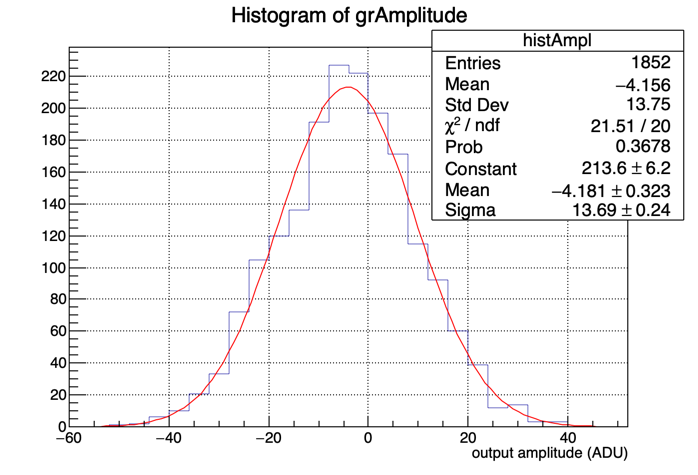 Histogram of grAmplitude
histAmpl
Entries 1852
Mean −4.156
Std Dev 13.75
χ² / ndf 21.51 / 20
Prob 0.3678
Constant 213.6 ± 6.2
Mean −4.181 ± 0.323
Sigma 13.69 ± 0.24
220
200
180
160
140
120
100
80
60
40
20
0
−60 −40 −20 0 20 40
output amplitude (ADU)